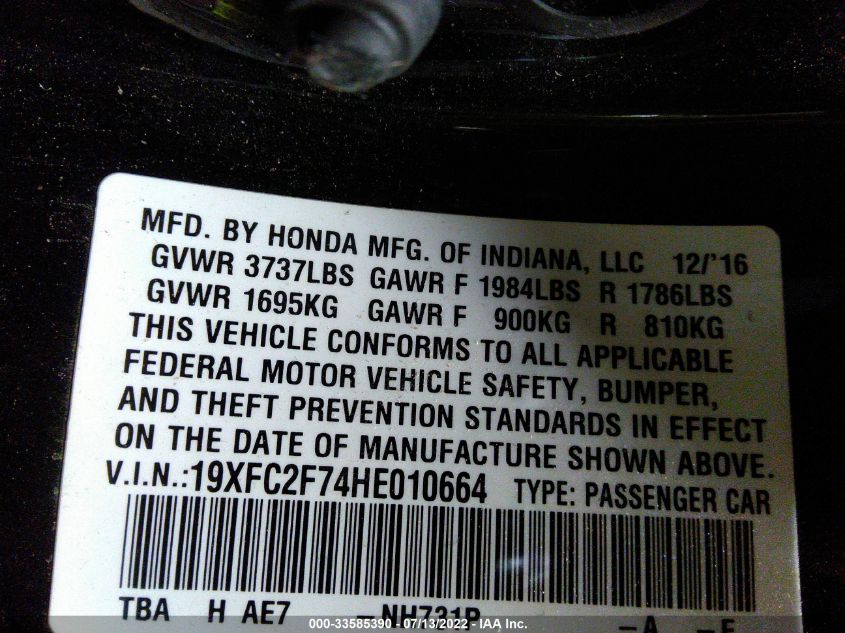 MFD. BY HONDA MFG. OF INDIANA, LLC 12/'16
GVWR 3737LBS GAWR F 1984LBS R 1786LBS
GVWR 1695KG GAWR F 900KG R 810KG
THIS VEHICLE CONFORMS TO ALL APPLICABLE
FEDERAL MOTOR VEHICLE SAFETY, BUMPER,
AND THEFT PREVENTION STANDARDS IN EFFECT
ON THE DATE OF MANUFACTURE SHOWN ABOVE.
V.I.N.:19XFC2F74HE010664 TYPE: PASSENGER CAR
TBA H AE7 –NH731P –A –E
000-33585390 - 07/13/2022 - IAA Inc.